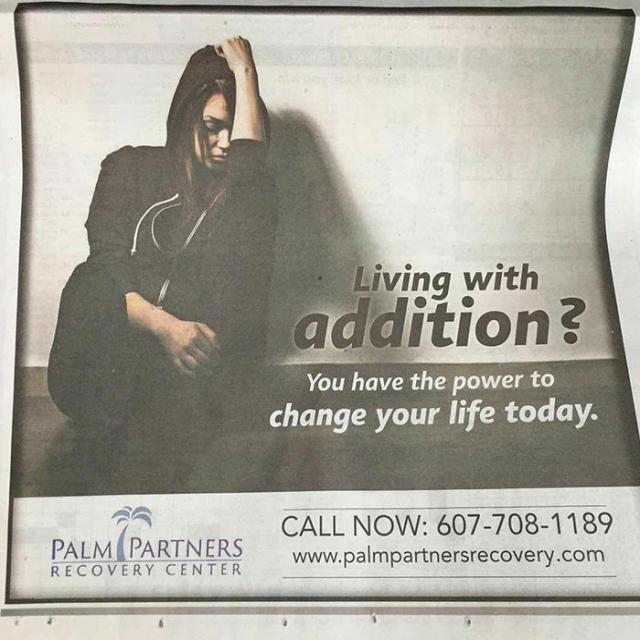 Living with
addition?
You have the power to
change your life today.
PALM PARTNERS
RECOVERY CENTER
CALL NOW: 607-708-1189
www.palmpartnersrecovery.com